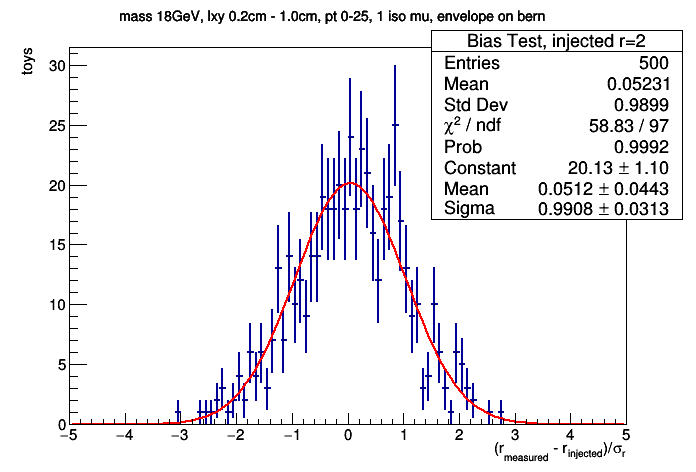 mass 18GeV, lxy 0.2cm - 1.0cm, pt 0-25, 1 iso mu, envelope on bern
Bias Test, injected r=2
Entries 500
Mean 0.05231
Std Dev 0.9899
χ² / ndf 58.83 / 97
Prob 0.9992
Constant 20.13 ± 1.10
Mean 0.0512 ± 0.0443
Sigma 0.9908 ± 0.0313
toys
30
25
20
15
10
5
0
−5 −4 −3 −2 −1 0 1 2 3 4 5
(r_measured - r_injected)/σ_r